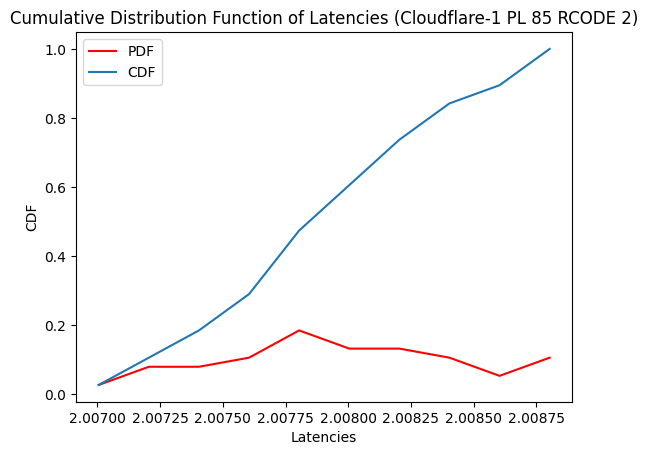 Cumulative Distribution Function of Latencies (Cloudflare-1 PL 85 RCODE 2)
PDF
CDF
1.0
0.8
0.6
0.4
0.2
0.0
CDF
2.00700 2.00725 2.00750 2.00775 2.00800 2.00825 2.00850 2.00875
Latencies